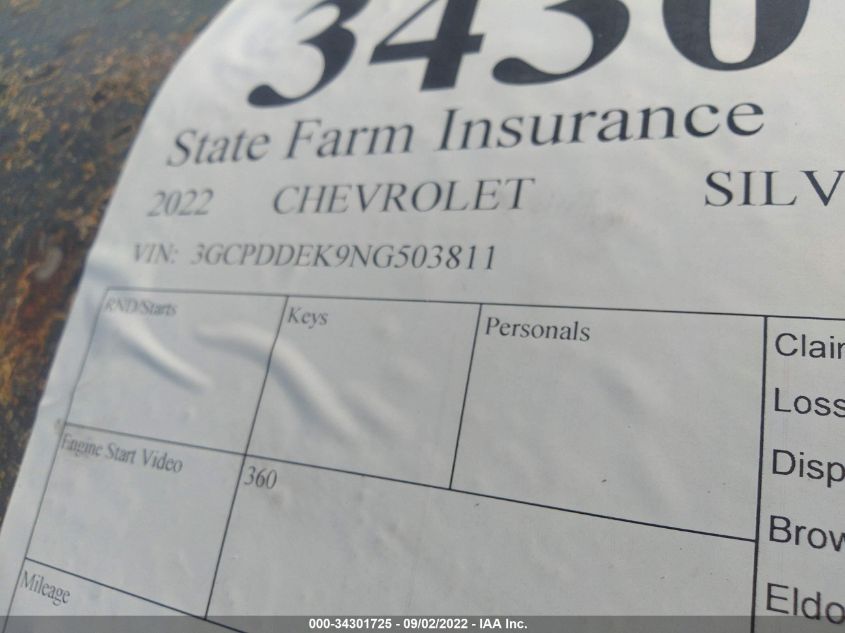 3430
State Farm Insurance
2022 CHEVROLET SILV
VIN: 3GCPDDEK9NG503811
RND/Starts Keys Personals
Clair
Loss
Engine Start Video 360
Disp
Brow
Mileage
Eldo
000-34301725 - 09/02/2022 - IAA Inc.